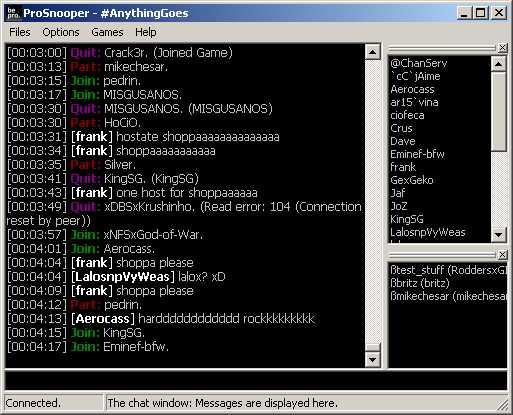 be pro. ProSnooper - #AnythingGoes
Files Options Games Help
[00:03:00] Quit: Crack3r. (Joined Game)
[00:03:13] Part: mikechesar.
[00:03:15] Join: pedrin.
[00:03:17] Join: MISGUSANOS.
[00:03:30] Quit: MISGUSANOS. (MISGUSANOS)
[00:03:30] Part: HoCiO.
[00:03:31] [frank] hostate shoppaaaaaaaaaaaaaa
[00:03:34] [frank] shoppaaaaaaaaaaa
[00:03:35] Part: Silver.
[00:03:41] Quit: KingSG. (KingSG)
[00:03:43] [frank] one host for shoppaaaaaa
[00:03:49] Quit: xDBSxKrushinho. (Read error: 104 (Connection
reset by peer))
[00:03:57] Join: xNFSxGod-of-War.
[00:04:01] Join: Aerocass.
[00:04:04] [frank] shoppa please
[00:04:04] [LalosnpVyWeas] lalox? xD
[00:04:09] [frank] shoppa please
[00:04:12] Part: pedrin.
[00:04:13] [Aerocass] harddddddddddddd rockkkkkkkkk
[00:04:15] Join: KingSG.
[00:04:17] Join: Eminef-bfw.
@ChanServ
`cC`jAime
Aerocass
ar15`vina
ciofeca
Crus
Dave
Eminef-bfw
frank
GexGeko
Jaf
JoZ
KingSG
LalosnpVyWeas
ßtest_stuff (RoddersxG
ßbritz (britz)
ßmikechesar (mikechesar
Connected. The chat window: Messages are displayed here.